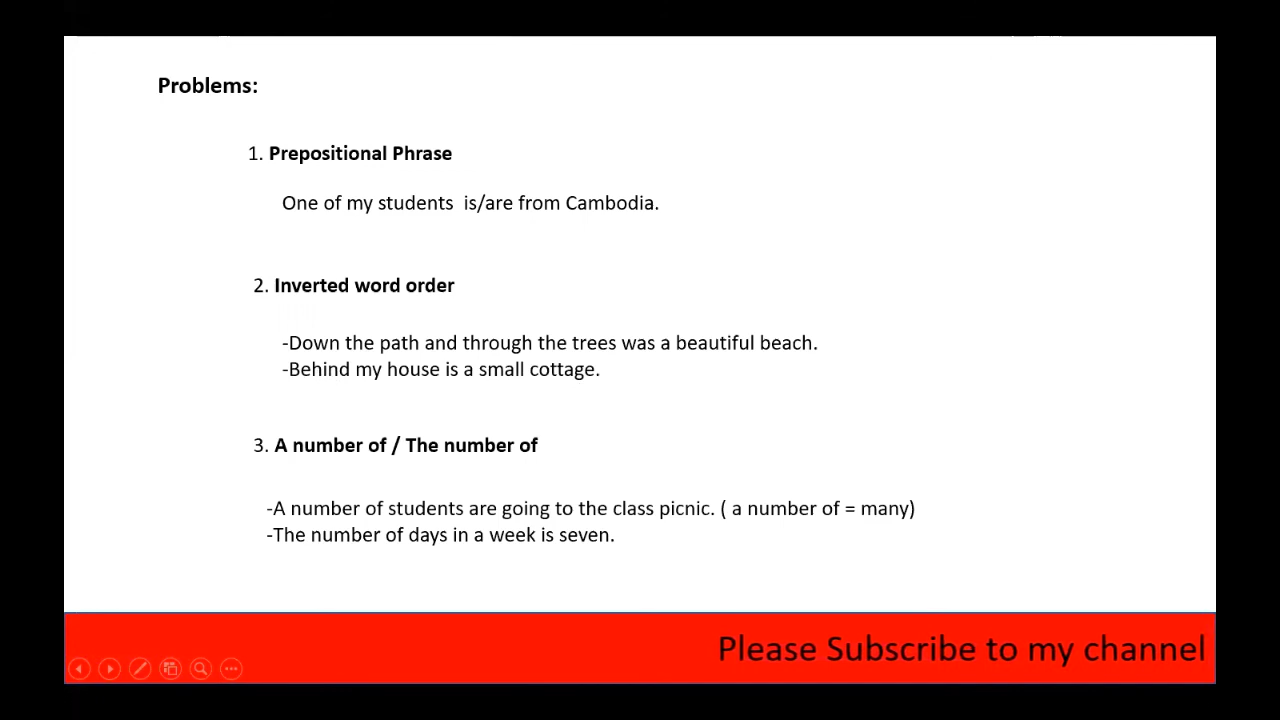 Problems:
1. Prepositional Phrase
One of my students is/are from Cambodia.
2. Inverted word order
-Down the path and through the trees was a beautiful beach.
-Behind my house is a small cottage.
3. A number of / The number of
-A number of students are going to the class picnic. ( a number of = many)
-The number of days in a week is seven.
Please Subscribe to my channel